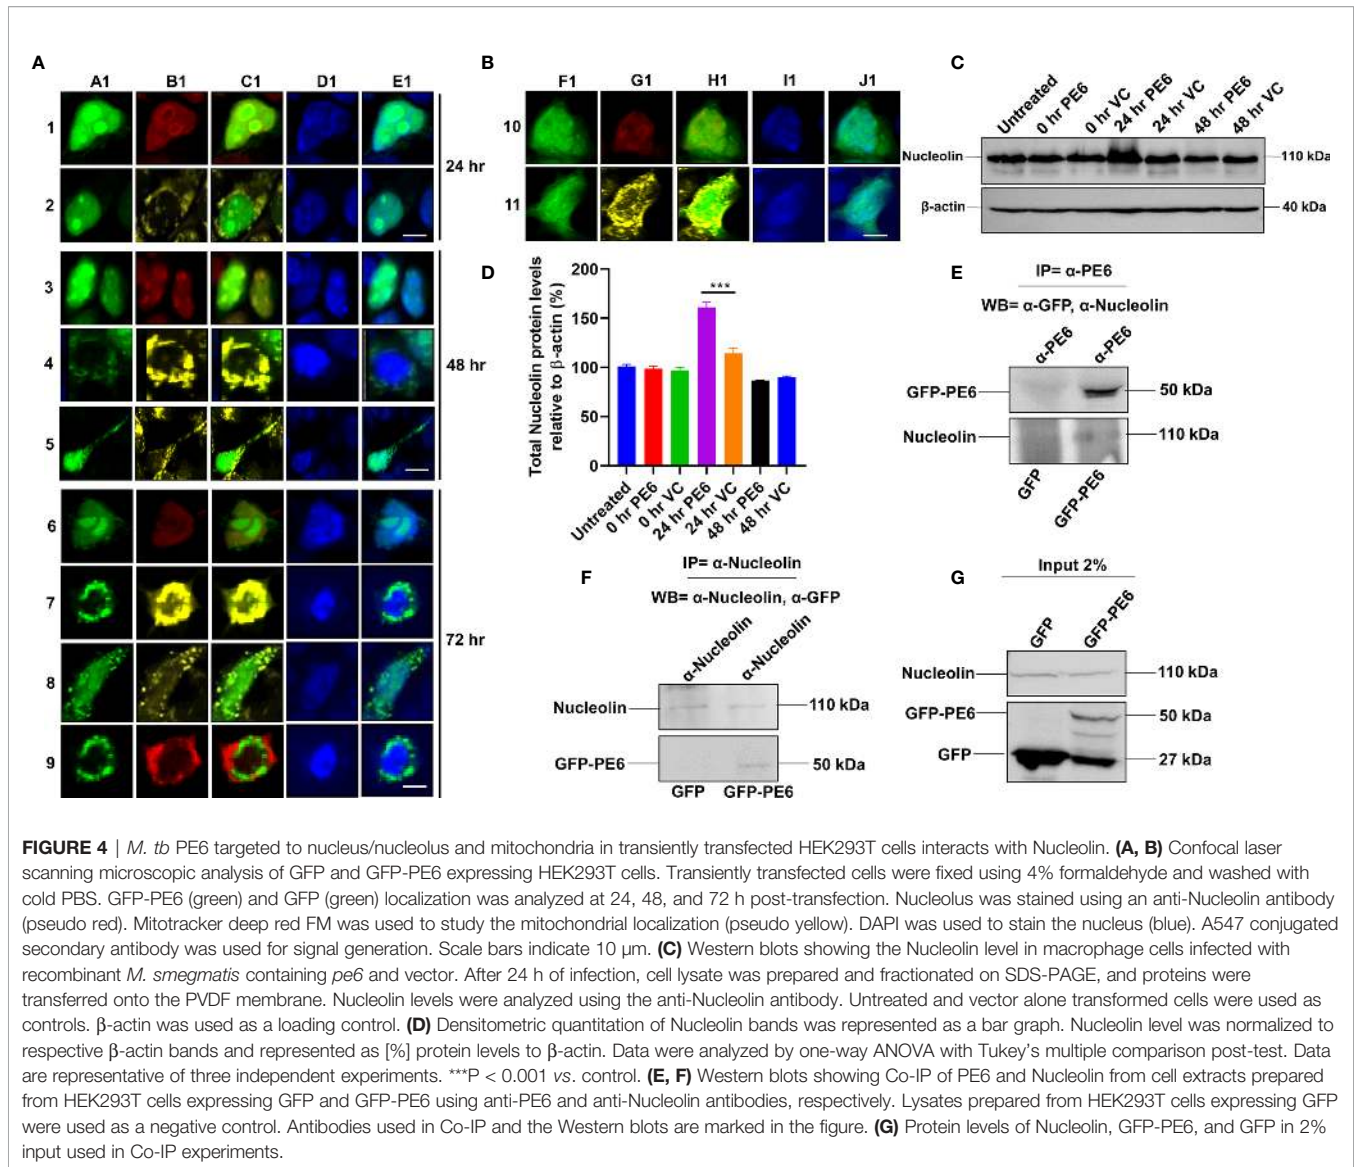 A
A1 B1 C1 D1 E1
1
2
24 hr
3
4
48 hr
5
6
7
72 hr
8
9
B
F1 G1 H1 I1 J1
10
11
C
Untreated
0 hr PE6
0 hr VC
24 hr PE6
24 hr VC
48 hr PE6
48 hr VC
Nucleolin 110 kDa
β-actin 40 kDa
D
Total Nucleolin protein levels
relative to β-actin (%)
200
150
100
50
0
***
Untreated
0 hr PE6
0 hr VC
24 hr PE6
24 hr VC
48 hr PE6
48 hr VC
E
IP= α-PE6
WB= α-GFP, α-Nucleolin
α-PE6 α-PE6
GFP-PE6 50 kDa
Nucleolin 110 kDa
GFP GFP-PE6
F
IP= α-Nucleolin
WB= α-Nucleolin, α-GFP
α-Nucleolin α-Nucleolin
Nucleolin 110 kDa
GFP-PE6 50 kDa
GFP GFP-PE6
G
Input 2%
GFP GFP-PE6
Nucleolin 110 kDa
GFP-PE6 50 kDa
GFP 27 kDa
FIGURE 4 | M. tb PE6 targeted to nucleus/nucleolus and mitochondria in transiently transfected HEK293T cells interacts with Nucleolin. (A, B) Confocal laser
scanning microscopic analysis of GFP and GFP-PE6 expressing HEK293T cells. Transiently transfected cells were fixed using 4% formaldehyde and washed with
cold PBS. GFP-PE6 (green) and GFP (green) localization was analyzed at 24, 48, and 72 h post-transfection. Nucleolus was stained using an anti-Nucleolin antibody
(pseudo red). Mitotracker deep red FM was used to study the mitochondrial localization (pseudo yellow). DAPI was used to stain the nucleus (blue). A547 conjugated
secondary antibody was used for signal generation. Scale bars indicate 10 µm. (C) Western blots showing the Nucleolin level in macrophage cells infected with
recombinant M. smegmatis containing pe6 and vector. After 24 h of infection, cell lysate was prepared and fractionated on SDS-PAGE, and proteins were
transferred onto the PVDF membrane. Nucleolin levels were analyzed using the anti-Nucleolin antibody. Untreated and vector alone transformed cells were used as
controls. β-actin was used as a loading control. (D) Densitometric quantitation of Nucleolin bands was represented as a bar graph. Nucleolin level was normalized to
respective β-actin bands and represented as [%] protein levels to β-actin. Data were analyzed by one-way ANOVA with Tukey's multiple comparison post-test. Data
are representative of three independent experiments. ***P < 0.001 vs. control. (E, F) Western blots showing Co-IP of PE6 and Nucleolin from cell extracts prepared
from HEK293T cells expressing GFP and GFP-PE6 using anti-PE6 and anti-Nucleolin antibodies, respectively. Lysates prepared from HEK293T cells expressing GFP
were used as a negative control. Antibodies used in Co-IP and the Western blots are marked in the figure. (G) Protein levels of Nucleolin, GFP-PE6, and GFP in 2%
input used in Co-IP experiments.